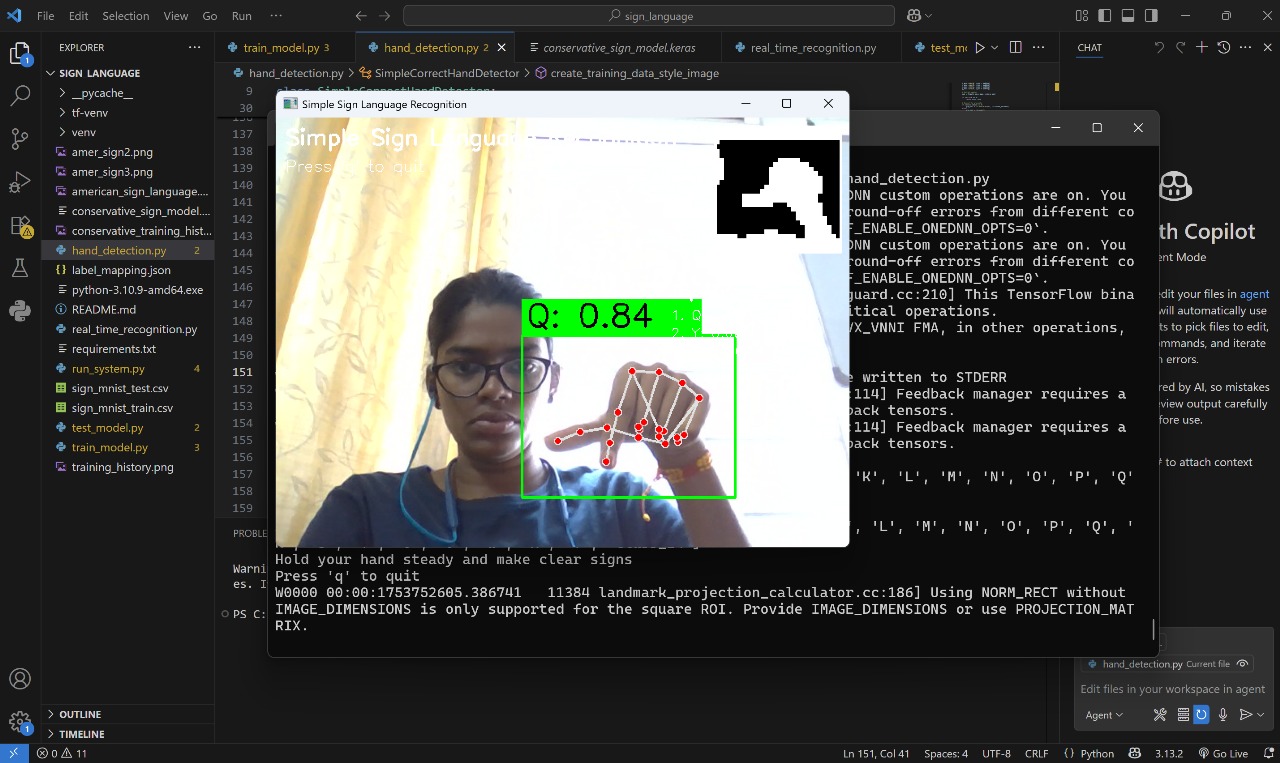 File Edit Selection View Go Run ··· sign_language
EXPLORER ···
train_model.py 3 hand_detection.py 2 conservative_sign_model.keras real_time_recognition.py test_mo ··· CHAT ···
SIGN LANGUAGE
hand_detection.py > SimpleCorrectHandDetector > create_training_data_style_image
__pycache__
tf-venv
venv
amer_sign2.png
amer_sign3.png
american_sign_language....
conservative_sign_model....
conservative_training_hist...
hand_detection.py 2
label_mapping.json
python-3.10.9-amd64.exe
README.md
real_time_recognition.py
requirements.txt
run_system.py 4
sign_mnist_test.csv
sign_mnist_train.csv
test_model.py 2
train_model.py 3
training_history.png
OUTLINE
TIMELINE
9
30
137
138
139
140
141
142
143
144
145
146
147
148
149
150
151
152
153
154
155
156
157
158
159
Simple Sign Language Recognition
Simple Sign Language Recognition
Press to quit
Q: 0.84
1. Q
2. Y
hand_detection.py
DNN custom operations are on. You
ound-off errors from different co
F_ENABLE_ONEDNN_OPTS=0`.
DNN custom operations are on. You
ound-off errors from different co
F_ENABLE_ONEDNN_OPTS=0`.
guard.cc:210] This TensorFlow bina
itical operations.
VX_VNNI FMA, in other operations,
e written to STDERR
:114] Feedback manager requires a
ack tensors.
:114] Feedback manager requires a
ack tensors.
'K', 'L', 'M', 'N', 'O', 'P', 'Q'
', 'L', 'M', 'N', 'O', 'P', 'Q', '
Hold your hand steady and make clear signs
Press 'q' to quit
W0000 00:00:1753752605.386741 11384 landmark_projection_calculator.cc:186] Using NORM_RECT without
IMAGE_DIMENSIONS is only supported for the square ROI. Provide IMAGE_DIMENSIONS or use PROJECTION_MAT
RIX.
PROBLE
Warni
es. I
PS C:
th Copilot
ent Mode
edit your files in agent
will automatically use
ts to pick files to edit,
ommands, and iterate
n errors.
red by AI, so mistakes
eview output carefully
fore use.
to attach context
hand_detection.py Current file
Edit files in your workspace in agent
Agent
0 11 Ln 151, Col 41 Spaces: 4 UTF-8 CRLF {} Python 3.13.2 Go Live